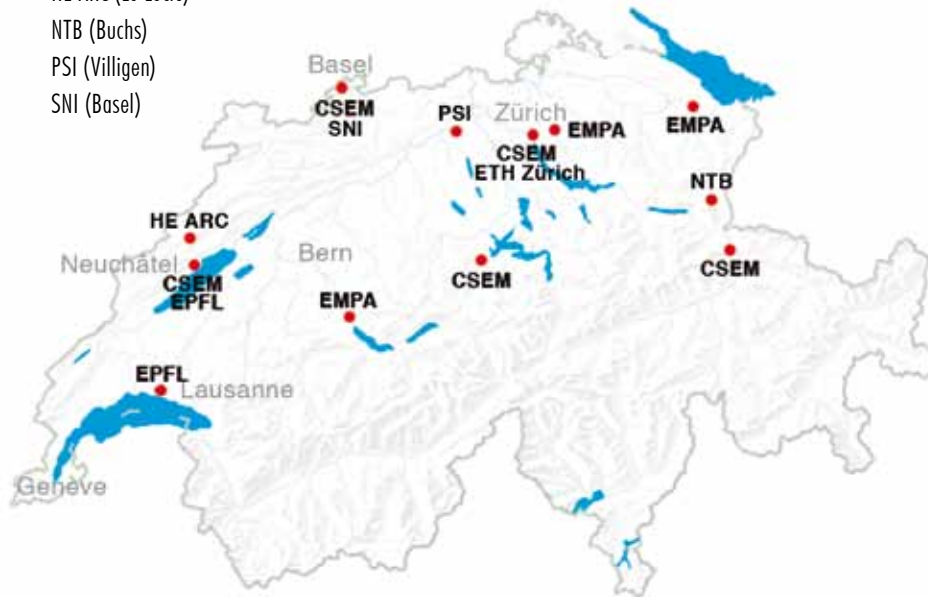 NTB (Buchs)
PSI (Villigen)
SNI (Basel)
Basel
CSEM
SNI
PSI
Zürich
EMPA
EMPA
CSEM
ETH Zürich
NTB
HE ARC
Neuchâtel
CSEM
EPFL
Bern
CSEM
CSEM
EMPA
EPFL
Lausanne
Genève